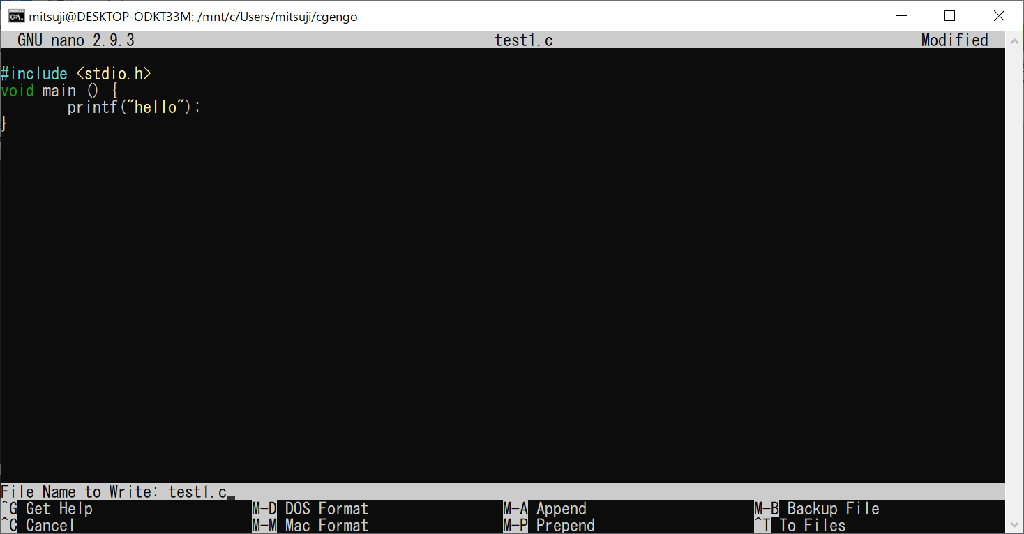 mitsuji@DESKTOP-ODKT33M: /mnt/c/Users/mitsuji/cgengo
GNU nano 2.9.3 test1.c Modified
#include <stdio.h>
void main () {
printf("hello");
}
File Name to Write: test1.c
^G Get Help M-D DOS Format M-A Append M-B Backup File
^C Cancel M-M Mac Format M-P Prepend ^T To Files